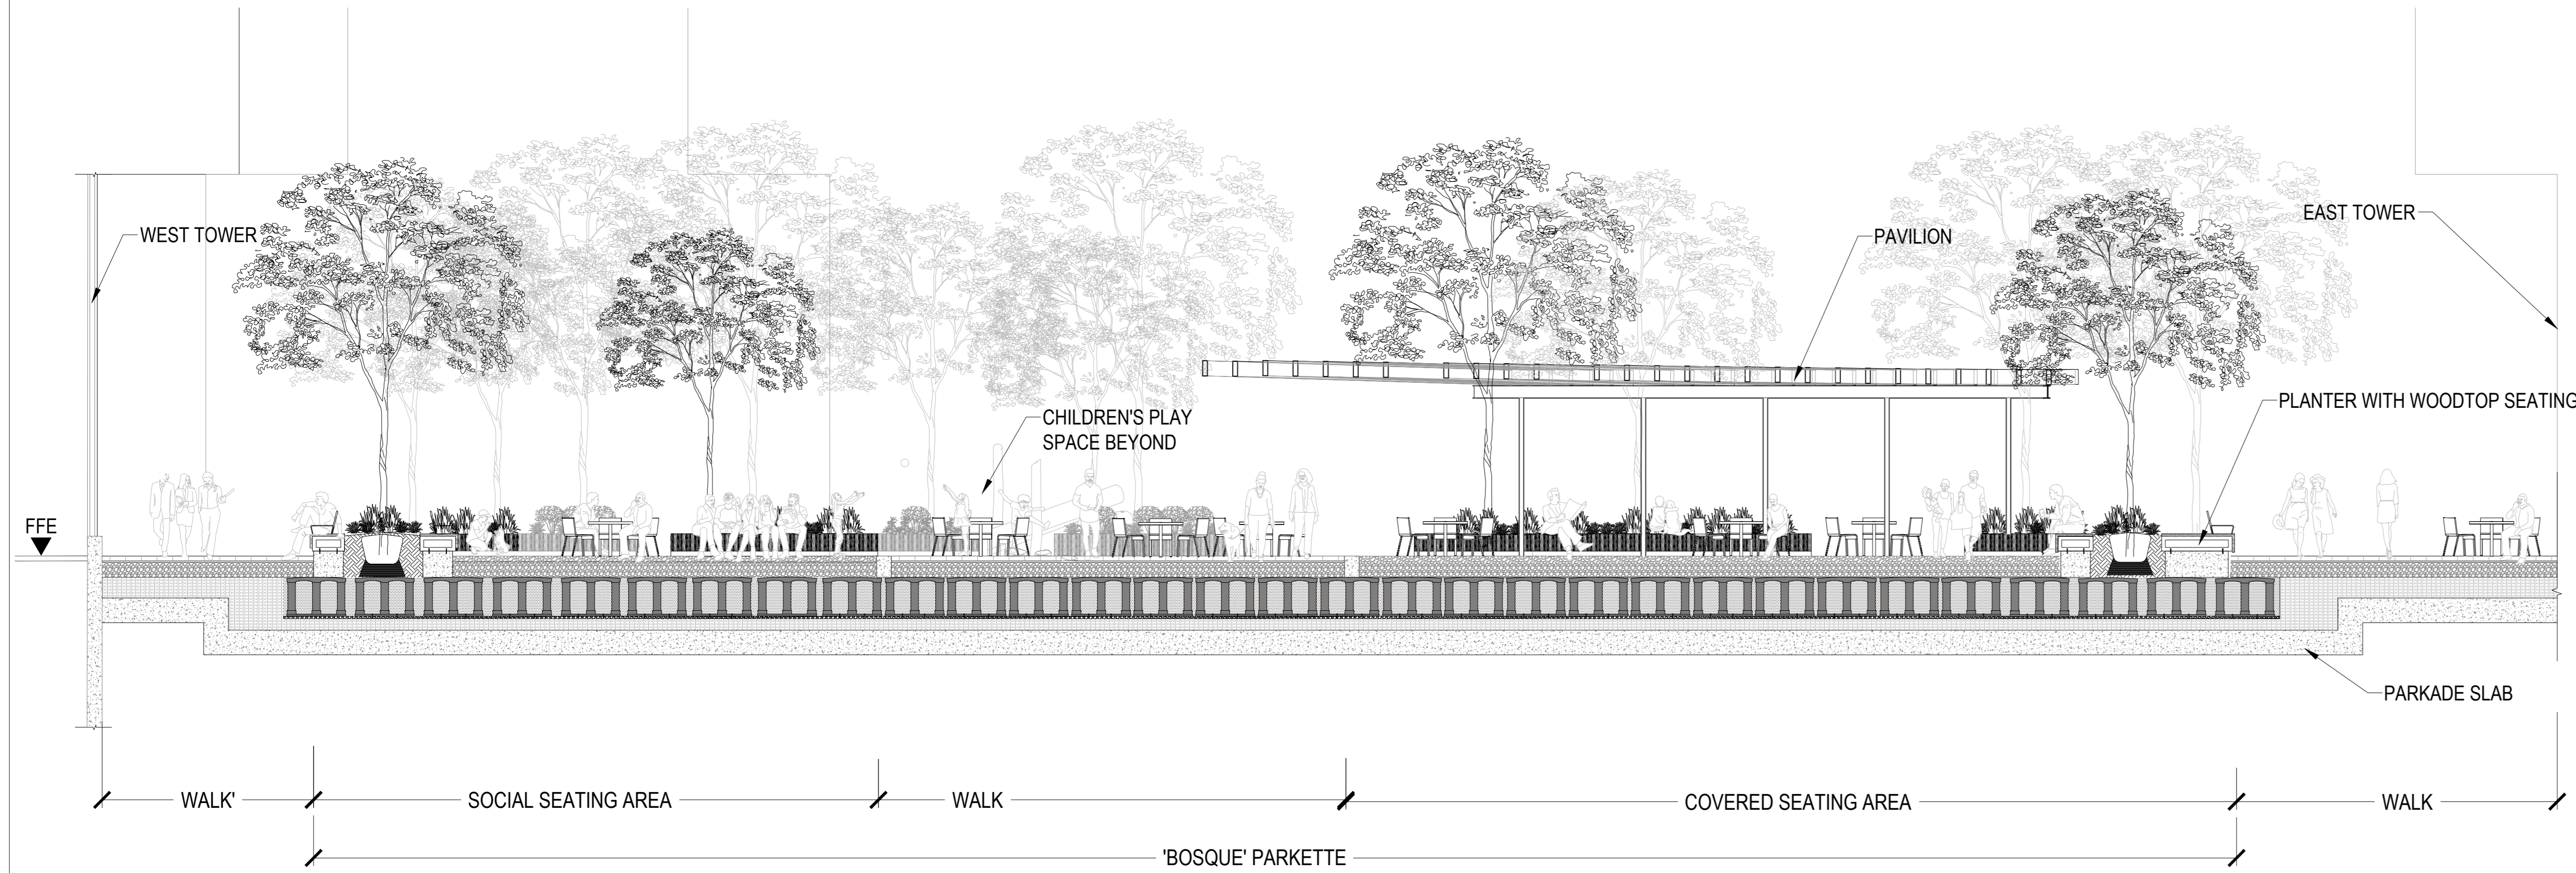 WEST TOWER
EAST TOWER
PAVILION
CHILDREN'S PLAY
SPACE BEYOND
PLANTER WITH WOODTOP SEATING
FFE
PARKADE SLAB
WALK'
SOCIAL SEATING AREA
WALK
COVERED SEATING AREA
WALK
'BOSQUE' PARKETTE